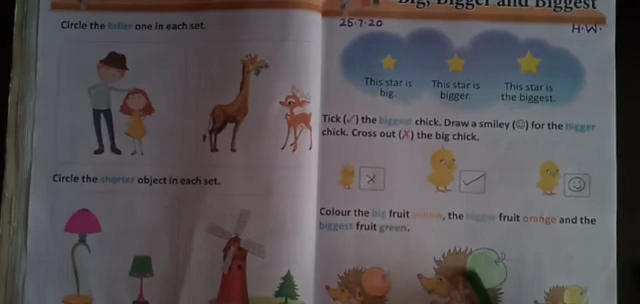 Circle the taller one in each set.
Circle the shorter object in each set.
Big, Bigger and Biggest
25.7.20
H.W.
This star is
big.
This star is
bigger.
This star is
the biggest.
Tick (✓) the biggest chick. Draw a smiley (☺) for the bigger
chick. Cross out (X) the big chick.
Colour the big fruit yellow, the bigger fruit orange and the
biggest fruit green.